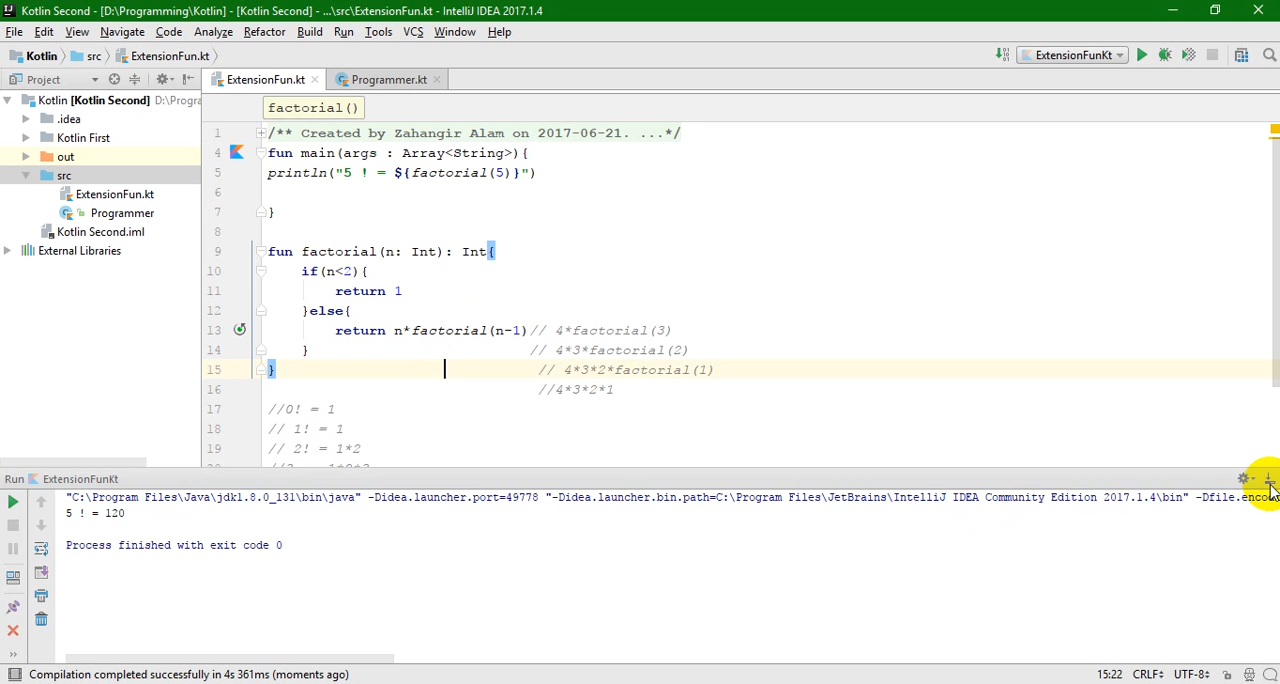 Kotlin Second - [D:\Programming\Kotlin] - [Kotlin Second] - ...\src\ExtensionFun.kt - IntelliJ IDEA 2017.1.4
File Edit View Navigate Code Analyze Refactor Build Run Tools VCS Window Help
Kotlin src ExtensionFun.kt ExtensionFunKt
Project ExtensionFun.kt Programmer.kt
Kotlin [Kotlin Second] D:\Progra
.idea
Kotlin First
out
src
ExtensionFun.kt
Programmer
Kotlin Second.iml
External Libraries
factorial()
1 /** Created by Zahangir Alam on 2017-06-21. ...*/
4 fun main(args : Array<String>){
5 println("5 ! = ${factorial(5)}")
6
7 }
8
9 fun factorial(n: Int): Int{
10 if(n<2){
11 return 1
12 }else{
13 return n*factorial(n-1)// 4*factorial(3)
14 } // 4*3*factorial(2)
15 } // 4*3*2*factorial(1)
16 //4*3*2*1
17 //0! = 1
18 // 1! = 1
19 // 2! = 1*2
Run ExtensionFunKt
"C:\Program Files\Java\jdk1.8.0_131\bin\java" -Didea.launcher.port=49773 "-Didea.launcher.bin.path=C:\Program Files\JetBrains\IntelliJ IDEA Community Edition 2017.1.4\bin" -Dfile.enco
5 ! = 120
Process finished with exit code 0
Compilation completed successfully in 4s 361ms (moments ago) 15:22 CRLF UTF-8